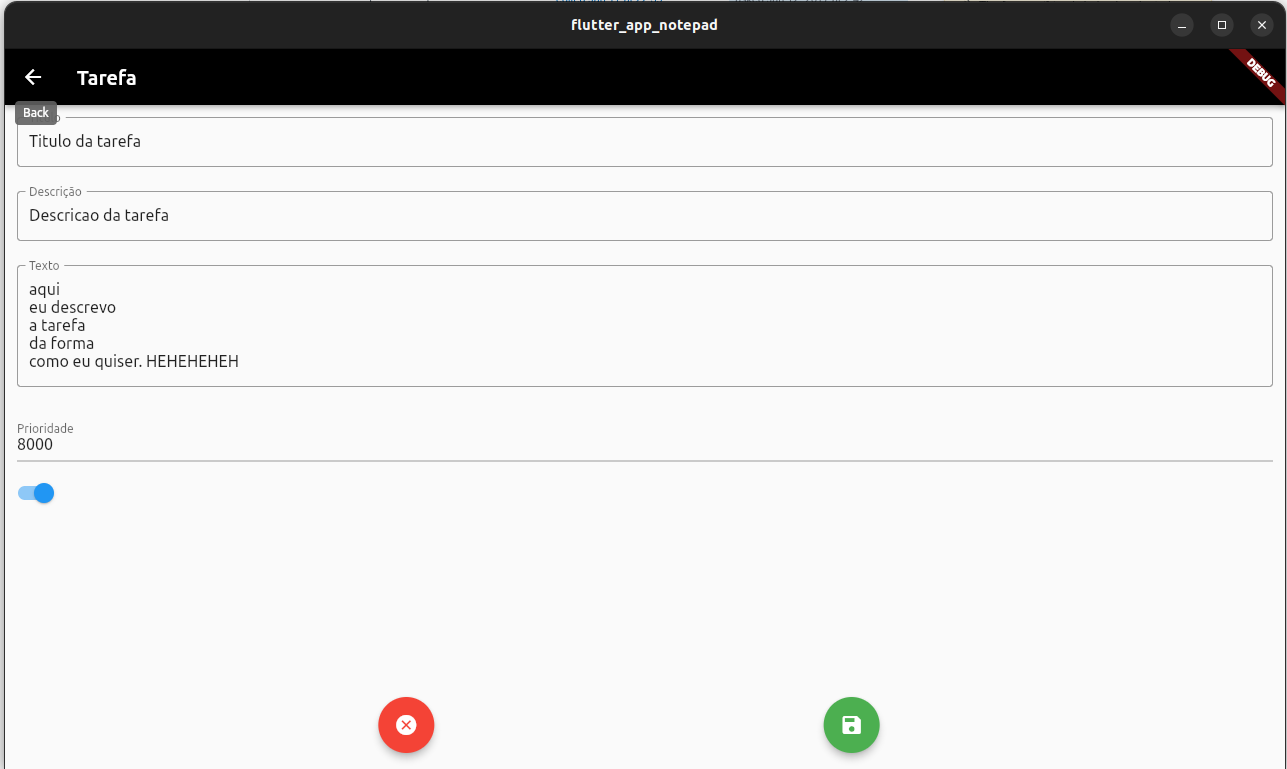 flutter_app_notepad
Tarefa
DEBUG
Back
Titulo da tarefa
Descrição
Descricao da tarefa
Texto
aqui
eu descrevo
a tarefa
da forma
como eu quiser. HEHEHEHEH
Prioridade
8000